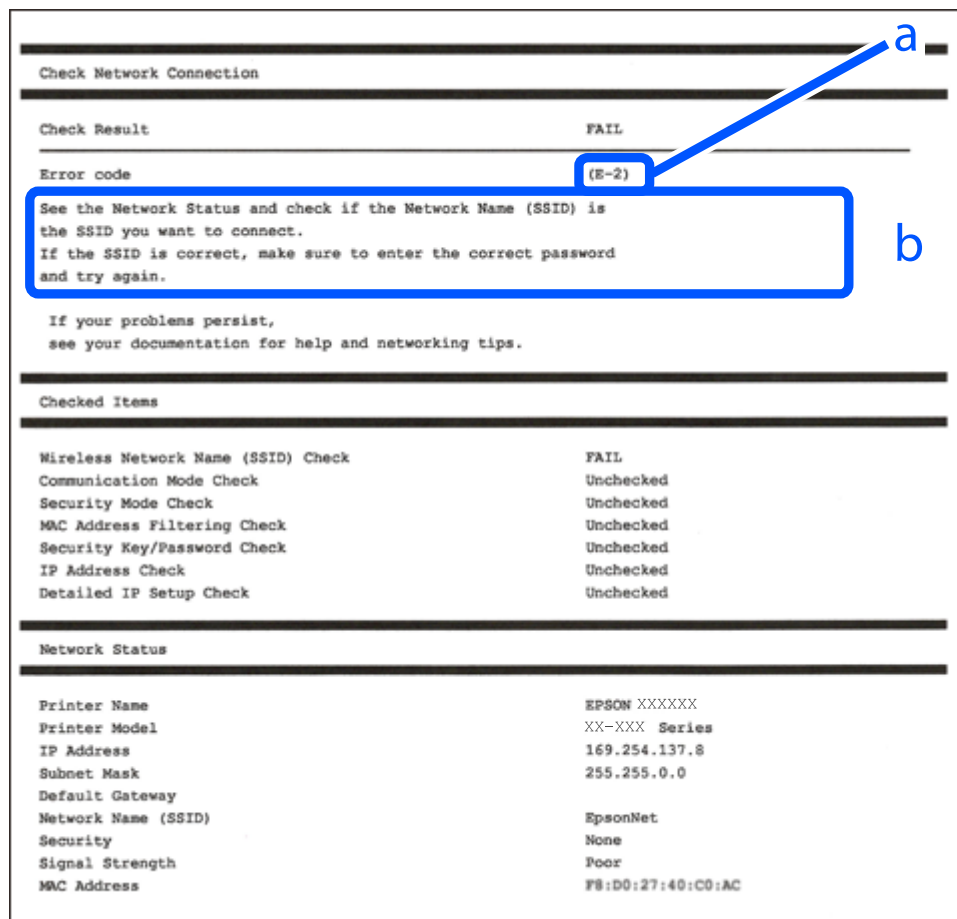 a
Check Network Connection
Check Result FAIL
Error code (E-2)
See the Network Status and check if the Network Name (SSID) is
the SSID you want to connect.
If the SSID is correct, make sure to enter the correct password
and try again.
b
If your problems persist,
see your documentation for help and networking tips.
Checked Items
Wireless Network Name (SSID) Check FAIL
Communication Mode Check Unchecked
Security Mode Check Unchecked
MAC Address Filtering Check Unchecked
Security Key/Password Check Unchecked
IP Address Check Unchecked
Detailed IP Setup Check Unchecked
Network Status
Printer Name EPSON XXXXXX
Printer Model XX-XXX Series
IP Address 169.254.137.8
Subnet Mask 255.255.0.0
Default Gateway
Network Name (SSID) EpsonNet
Security None
Signal Strength Poor
MAC Address F8:D0:27:40:C0:AC